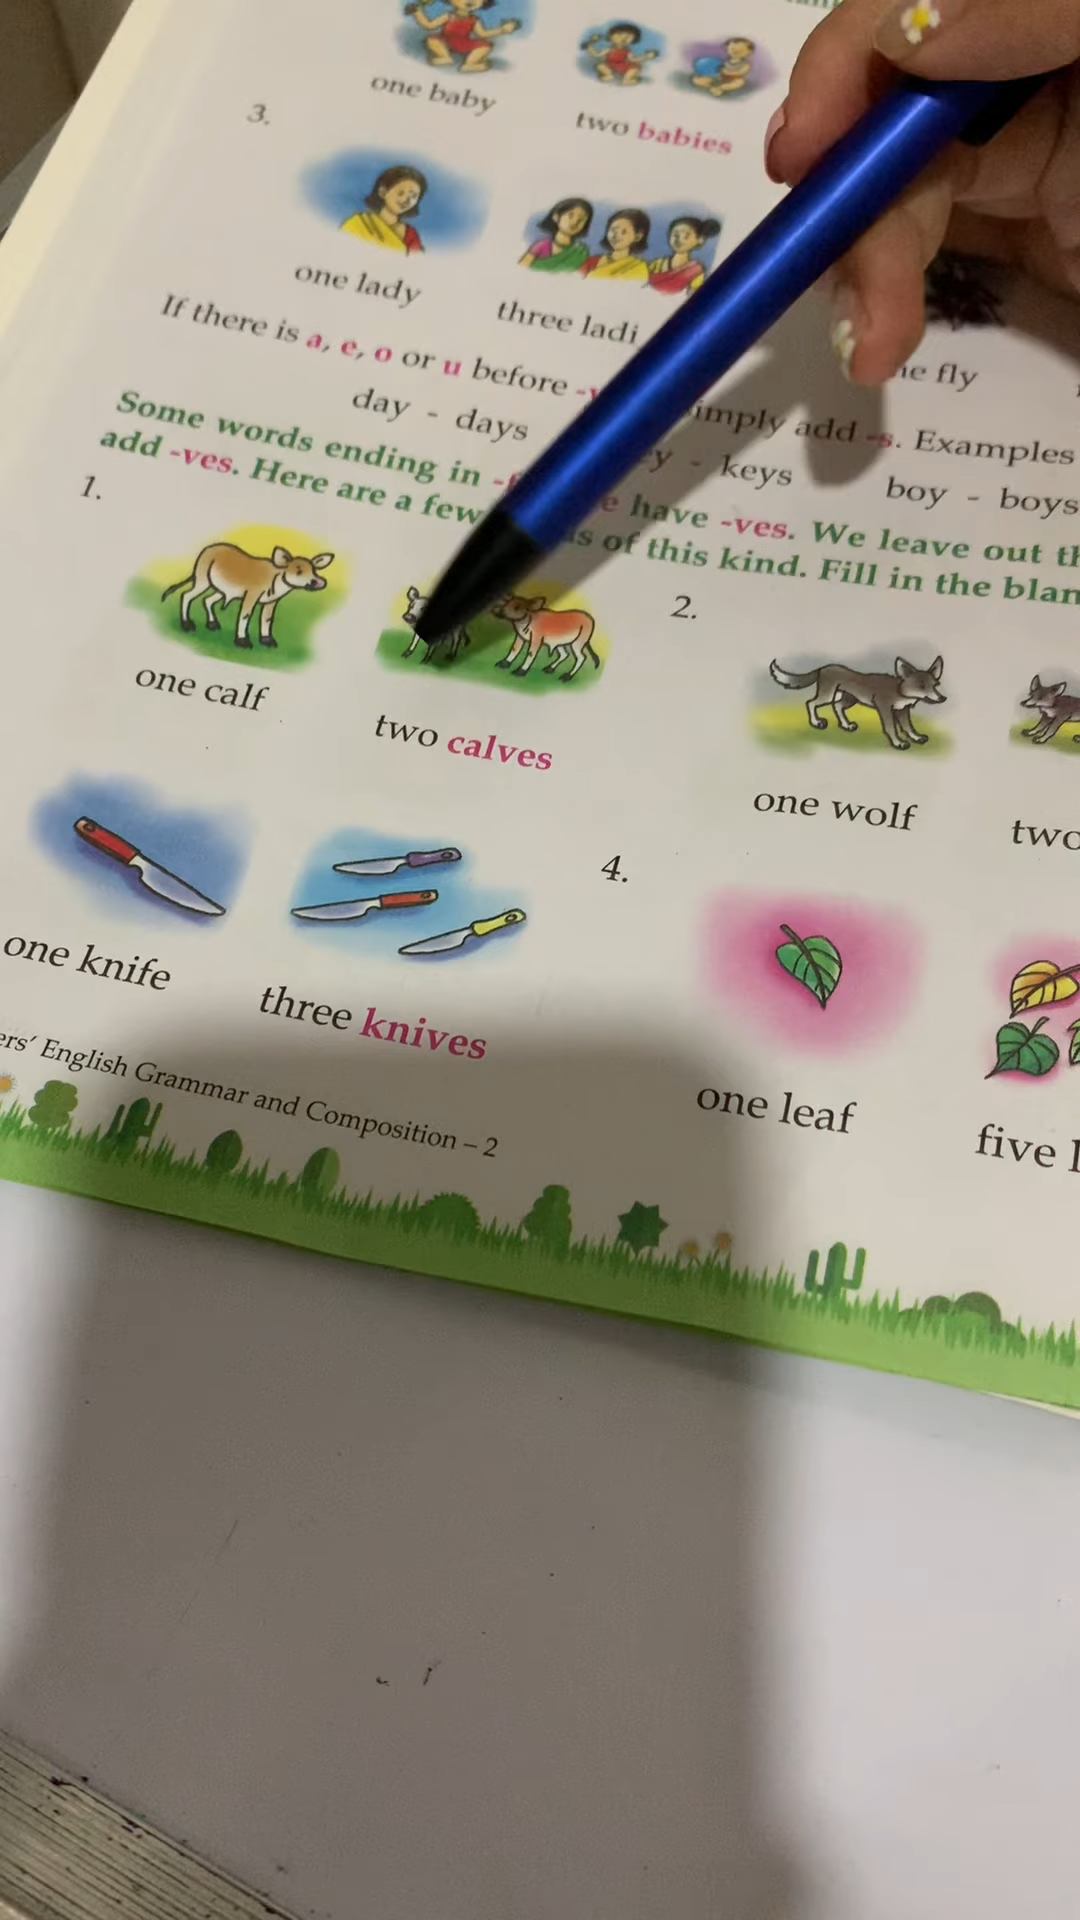 one baby
two babies
3.
one lady
three ladi
fly
If there is a, e, o or u before simply add -s. Examples
day - days
- keys
boy - boys
Some words ending in have -ves. We leave out
add -ves. Here are a few of this kind. Fill in the
1.
2.
one calf
two calves
one wolf
two
4.
one knife
three knives
one leaf
five
English Grammar and Composition – 2